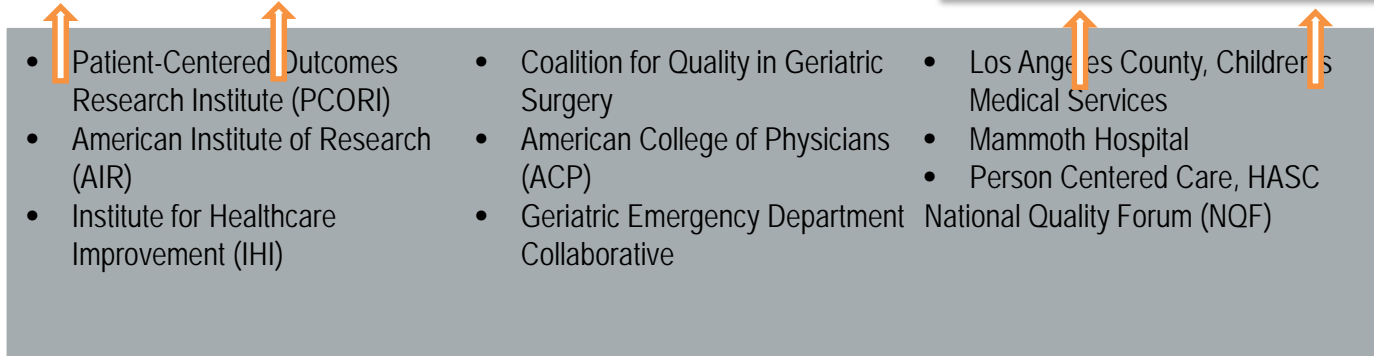 • Patient-Centered Outcomes
Research Institute (PCORI)
• American Institute of Research
(AIR)
• Institute for Healthcare
Improvement (IHI)
• Coalition for Quality in Geriatric
Surgery
• American College of Physicians
(ACP)
• Geriatric Emergency Department
Collaborative
• Los Angeles County, Children's
Medical Services
• Mammoth Hospital
• Person Centered Care, HASC
National Quality Forum (NQF)